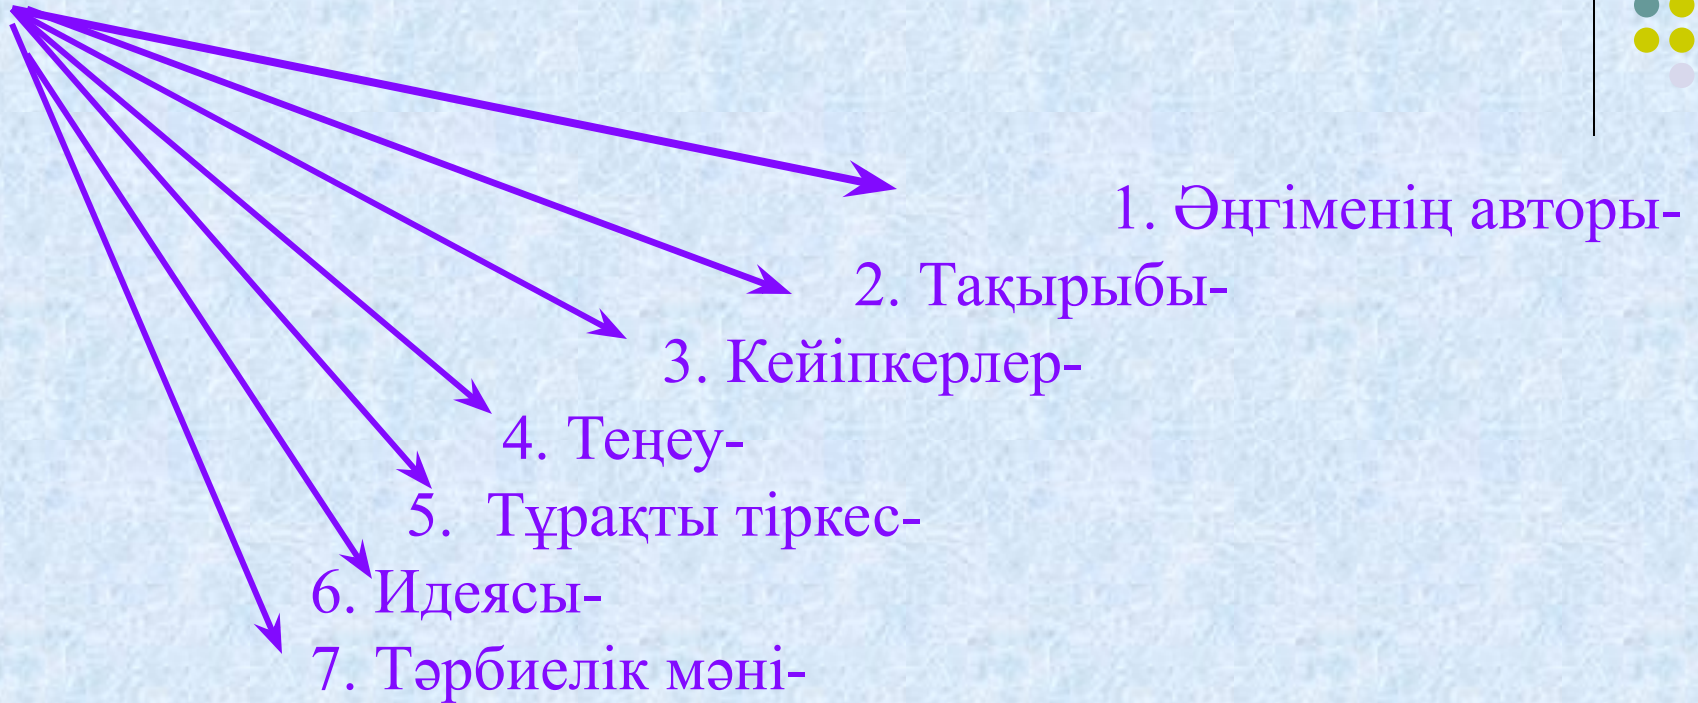 1. Әңгіменің авторы-
2. Тақырыбы-
3. Кейіпкерлер-
4. Теңеу-
5. Тұрақты тіркес-
6. Идеясы-
7. Тәрбиелік мәні-